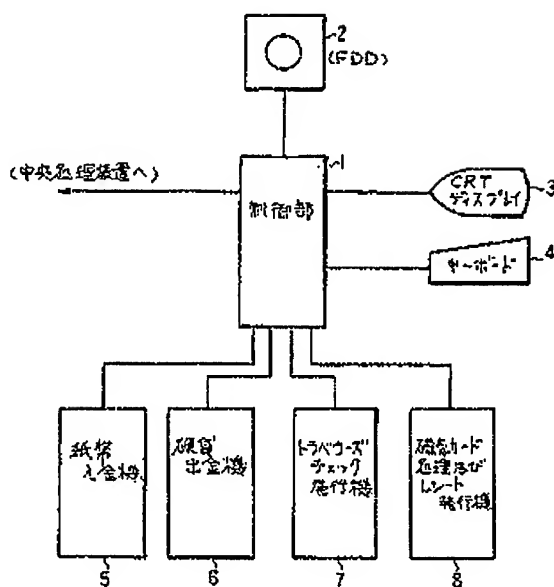 2
(FDD)
1
(中央処理装置へ)
制御部
CRT
ディスプレイ
3
キーボード
4
紙幣
入金機
硬貨
出金機
トラベラーズ
チェック
発行機
磁気カード
処理及び
レシート
発行機
5
6
7
8